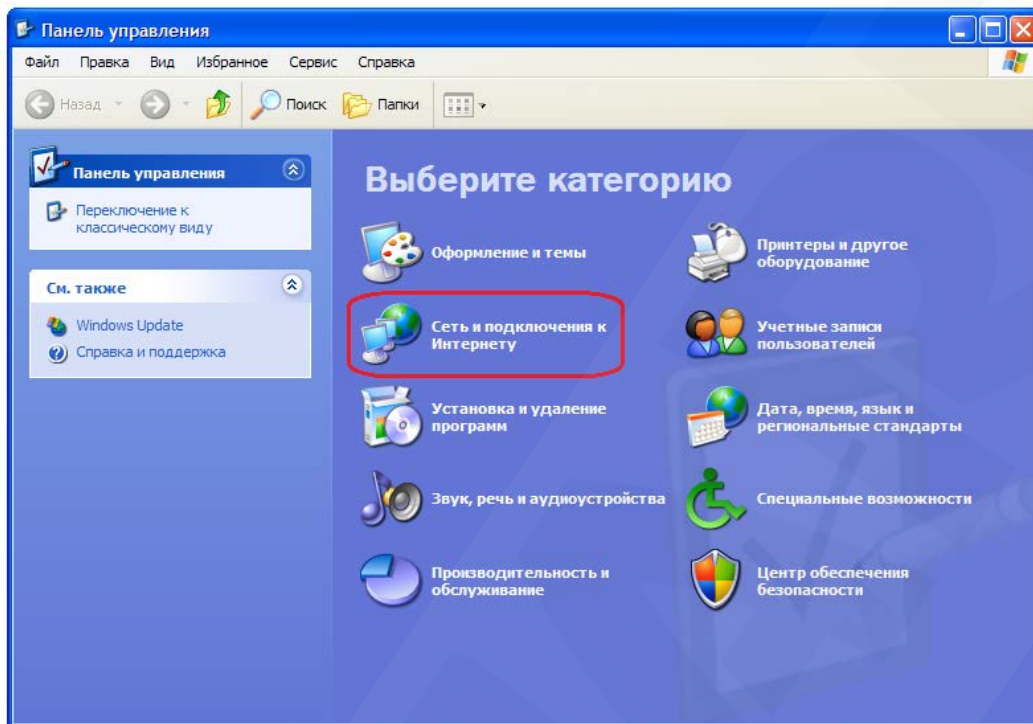 Панель управления
Файл Правка Вид Избранное Сервис Справка
Назад Поиск Папки
Панель управления
Переключение к
классическому виду
См. также
Windows Update
Справка и поддержка
Выберите категорию
Оформление и темы
Принтеры и другое
оборудование
Сеть и подключения к
Интернету
Учетные записи
пользователей
Установка и удаление
программ
Дата, время, язык и
региональные стандарты
Звук, речь и аудиоустройства
Специальные возможности
Производительность и
обслуживание
Центр обеспечения
безопасности